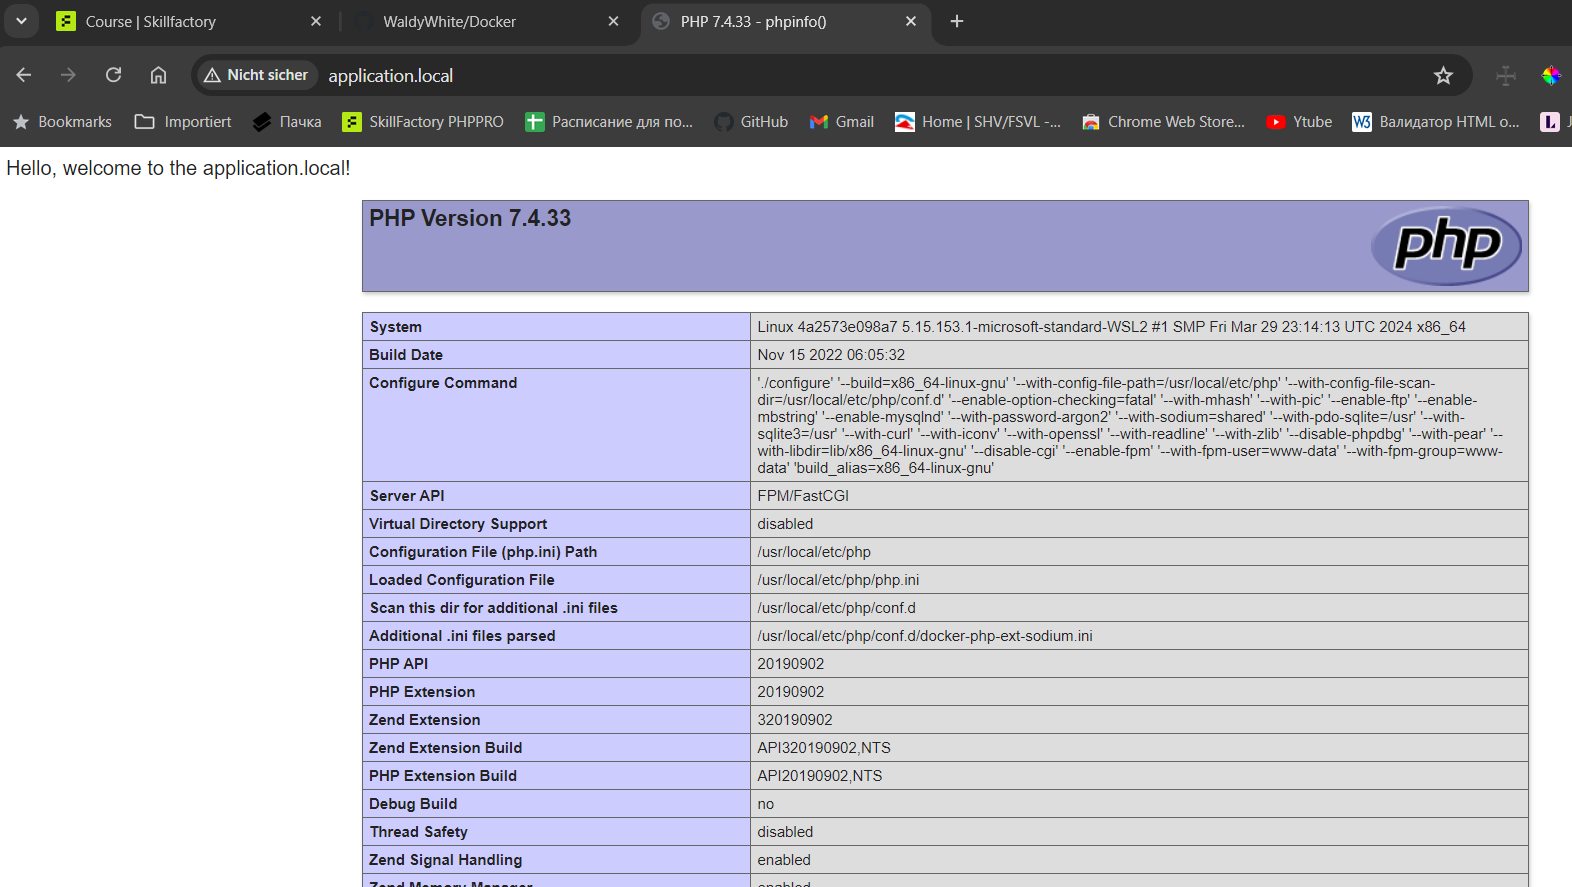 Course | Skillfactory
WaldyWhite/Docker
PHP 7.4.33 - phpinfo()
Nicht sicher
application.local
Bookmarks
Importiert
Пачка
SkillFactory PHPPRO
Расписание для по...
GitHub
Gmail
Home | SHV/FSVL -...
Chrome Web Store...
Ytube
W3
Валидатор HTML о...
L
Hello, welcome to the application.local!
PHP Version 7.4.33
php
System Linux 4a2573e098a7 5.15.153.1-microsoft-standard-WSL2 #1 SMP Fri Mar 29 23:14:13 UTC 2024 x86_64
Build Date Nov 15 2022 06:05:32
Configure Command './configure' '--build=x86_64-linux-gnu' '--with-config-file-path=/usr/local/etc/php' '--with-config-file-scan-
dir=/usr/local/etc/php/conf.d' '--enable-option-checking=fatal' '--with-mhash' '--with-pic' '--enable-ftp' '--enable-
mbstring' '--enable-mysqlnd' '--with-password-argon2' '--with-sodium=shared' '--with-pdo-sqlite=/usr' '--with-
sqlite3=/usr' '--with-curl' '--with-iconv' '--with-openssl' '--with-readline' '--with-zlib' '--disable-phpdbg' '--with-pear' '--
with-libdir=lib/x86_64-linux-gnu' '--disable-cgi' '--enable-fpm' '--with-fpm-user=www-data' '--with-fpm-group=www-
data' 'build_alias=x86_64-linux-gnu'
Server API FPM/FastCGI
Virtual Directory Support disabled
Configuration File (php.ini) Path /usr/local/etc/php
Loaded Configuration File /usr/local/etc/php/php.ini
Scan this dir for additional .ini files /usr/local/etc/php/conf.d
Additional .ini files parsed /usr/local/etc/php/conf.d/docker-php-ext-sodium.ini
PHP API 20190902
PHP Extension 20190902
Zend Extension 320190902
Zend Extension Build API320190902,NTS
PHP Extension Build API20190902,NTS
Debug Build no
Thread Safety disabled
Zend Signal Handling enabled
Zend Memory Manager enabled